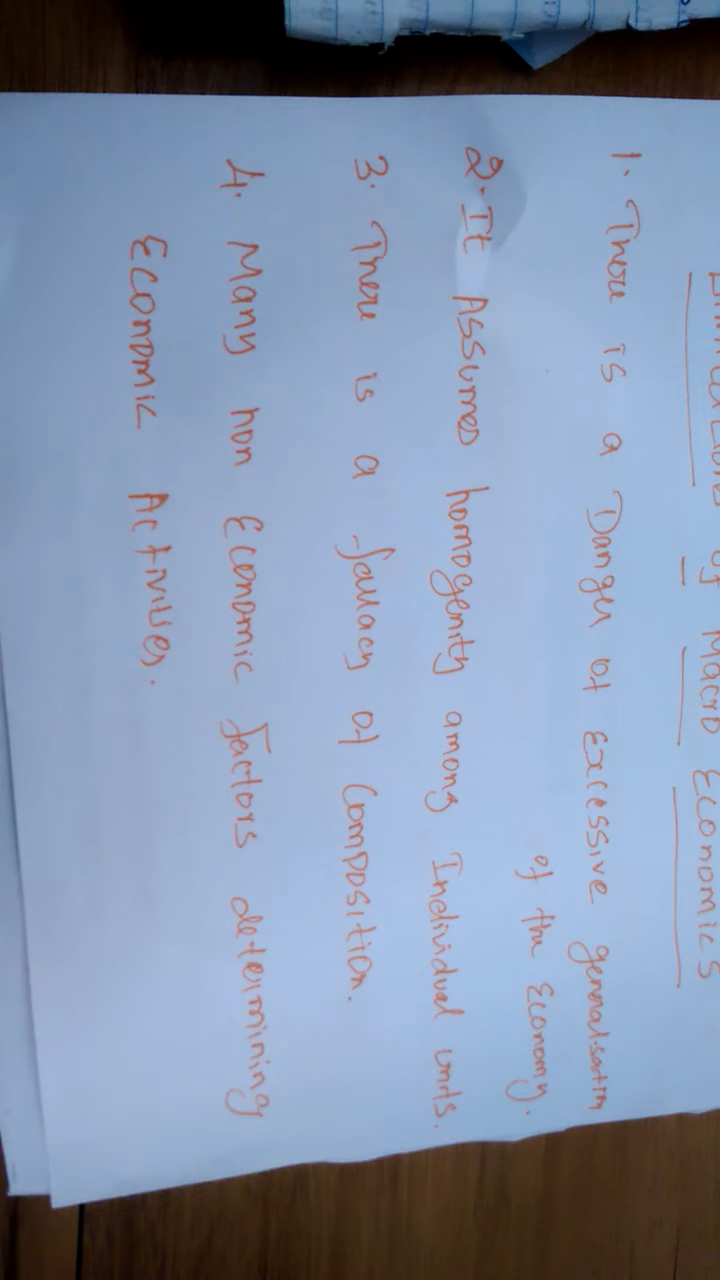 Limitations of Macro Economics
1. There is a Danger of Excessive generalisation
of the Economy.
2. It Assumes homogenity among Individual units.
3. There is a fallacy of Composition.
4. Many non Economic factors determining
Economic Activities.